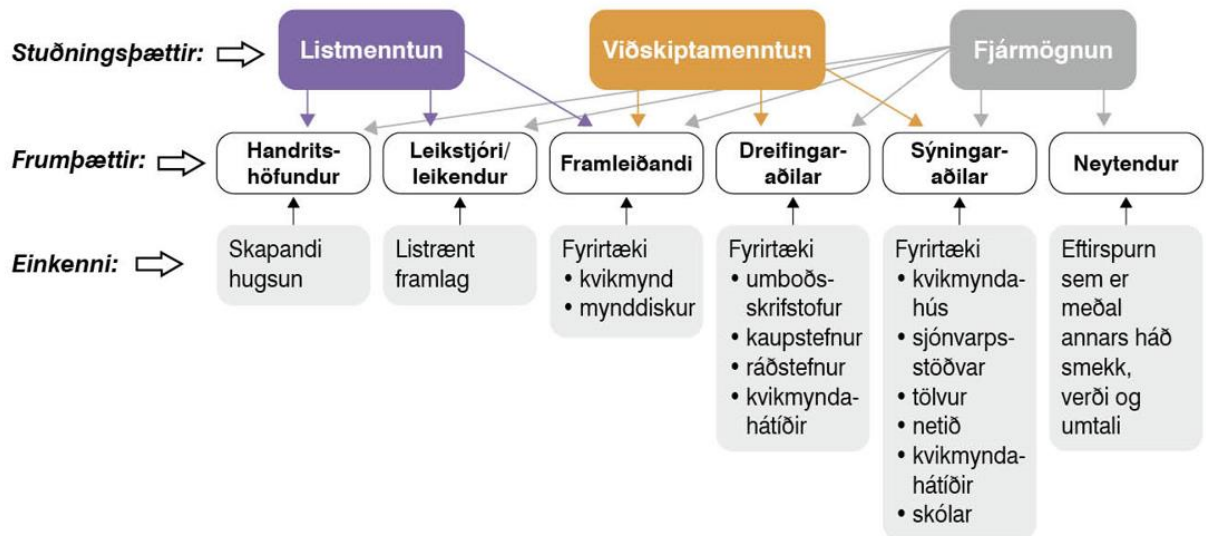 Stuðningsþættir:
Listmenntun
Viðskiptamenntun
Fjármögnun
Frumþættir:
Handrits-
höfundur
Leikstjóri/
leikendur
Framleiðandi
Dreifingar-
aðilar
Sýningar-
aðilar
Neytendur
Einkenni:
Skapandi
hugsun
Listrænt
framlag
Fyrirtæki
• kvikmynd
• mynddiskur
Fyrirtæki
• umboðs-
skrifstofur
• kaupstefnur
• ráðstefnur
• kvikmynda-
hátíðir
Fyrirtæki
• kvikmynda-
hús
• sjónvarps-
stöðvar
• tölvur
• netið
• kvikmynda-
hátíðir
• skólar
Eftirspurn
sem er
meðal
annars háð
smekk,
verði og
umtali